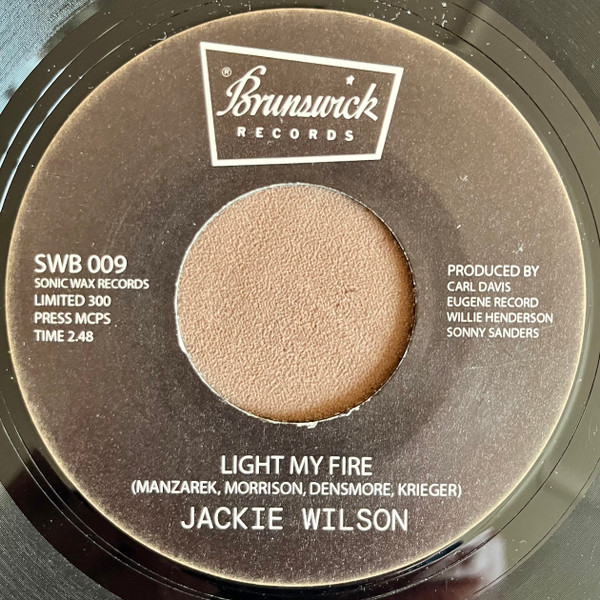 ® Brunswick
RECORDS
SWB 009
SONIC WAX RECORDS
LIMITED 300
PRESS MCPS
TIME 2.48
PRODUCED BY
CARL DAVIS
EUGENE RECORD
WILLIE HENDERSON
SONNY SANDERS
LIGHT MY FIRE
(MANZAREK, MORRISON, DENSMORE, KRIEGER)
JACKIE WILSON